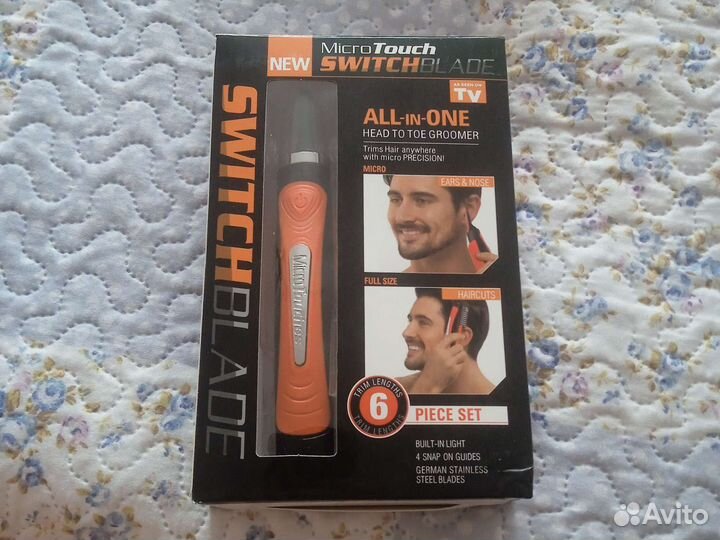 NEW
MicroTouch
SWITCHBLADE
AS SEEN ON
TV
SWITCHBLADE
ALL-IN-ONE
HEAD TO TOE GROOMER
Trims Hair anywhere
with micro PRECISION!
MICRO
EARS & NOSE
FULL SIZE
HAIRCUTS
MicroTouches
TRIM LENGTHS
6
TRIM LENGTHS
PIECE SET
BUILT-IN LIGHT
4 SNAP ON GUIDES
GERMAN STAINLESS
STEEL BLADES
Avito